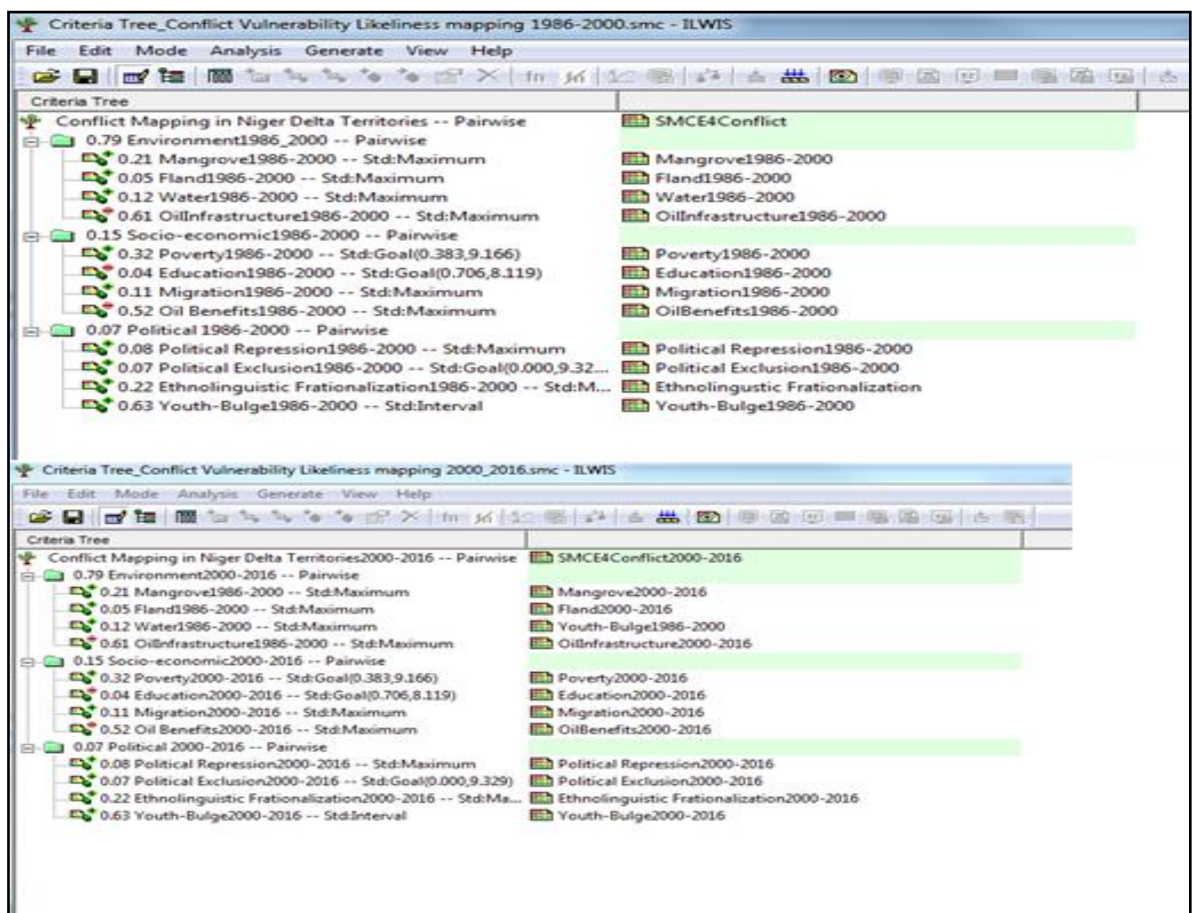 Criteria Tree_Conflict Vulnerability Likeliness mapping 1986-2000.smc - ILWIS
File Edit Mode Analysis Generate View Help
fn
Criteria Tree
Conflict Mapping in Niger Delta Territories -- Pairwise SMCE4Conflict
0.79 Environment1986_2000 -- Pairwise
0.21 Mangrove1986-2000 -- Std:Maximum Mangrove1986-2000
0.05 Fland1986-2000 -- Std:Maximum Fland1986-2000
0.12 Water1986-2000 -- Std:Maximum Water1986-2000
0.61 OilInfrastructure1986-2000 -- Std:Maximum OilInfrastructure1986-2000
0.15 Socio-economic1986-2000 -- Pairwise
0.32 Poverty1986-2000 -- Std:Goal(0.383,9.166) Poverty1986-2000
0.04 Education1986-2000 -- Std:Goal(0.706,8.119) Education1986-2000
0.11 Migration1986-2000 -- Std:Maximum Migration1986-2000
0.52 Oil Benefits1986-2000 -- Std:Maximum OilBenefits1986-2000
0.07 Political 1986-2000 -- Pairwise
0.08 Political Repression1986-2000 -- Std:Maximum Political Repression1986-2000
0.07 Political Exclusion1986-2000 -- Std:Goal(0.000,9.32... Political Exclusion1986-2000
0.22 Ethnolinguistic Frationalization1986-2000 -- Std:M... Ethnolingustic Frationalization
0.63 Youth-Bulge1986-2000 -- Std:Interval Youth-Bulge1986-2000
Criteria Tree_Conflict Vulnerability Likeliness mapping 2000_2016.smc - ILWIS
File Edit Mode Analysis Generate View Help
fn
Criteria Tree
Conflict Mapping in Niger Delta Territories2000-2016 -- Pairwise SMCE4Conflict2000-2016
0.79 Environment2000-2016 -- Pairwise
0.21 Mangrove1986-2000 -- Std:Maximum Mangrove2000-2016
0.05 Fland1986-2000 -- Std:Maximum Fland2000-2016
0.12 Water1986-2000 -- Std:Maximum Youth-Bulge1986-2000
0.61 OilInfrastructure1986-2000 -- Std:Maximum OilInfrastructure2000-2016
0.15 Socio-economic2000-2016 -- Pairwise
0.32 Poverty2000-2016 -- Std:Goal(0.383,9.166) Poverty2000-2016
0.04 Education2000-2016 -- Std:Goal(0.706,8.119) Education2000-2016
0.11 Migration2000-2016 -- Std:Maximum Migration2000-2016
0.52 Oil Benefits2000-2016 -- Std:Maximum OilBenefits2000-2016
0.07 Political 2000-2016 -- Pairwise
0.08 Political Repression2000-2016 -- Std:Maximum Political Repression2000-2016
0.07 Political Exclusion2000-2016 -- Std:Goal(0.000,9.329) Political Exclusion2000-2016
0.22 Ethnolinguistic Frationalization2000-2016 -- Std:Ma... Ethnolinguistic Frationalization2000-2016
0.63 Youth-Bulge2000-2016 -- Std:Interval Youth-Bulge2000-2016